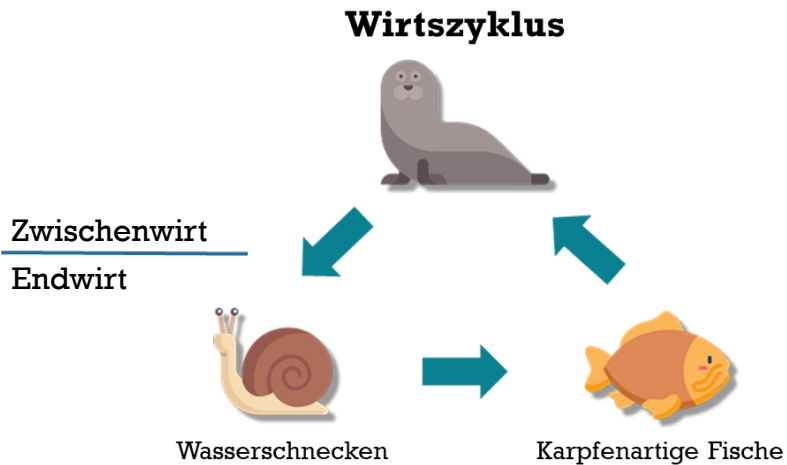 Wirtszyklus
Zwischenwirt
Endwirt
Wasserschnecken
Karpfenartige Fische